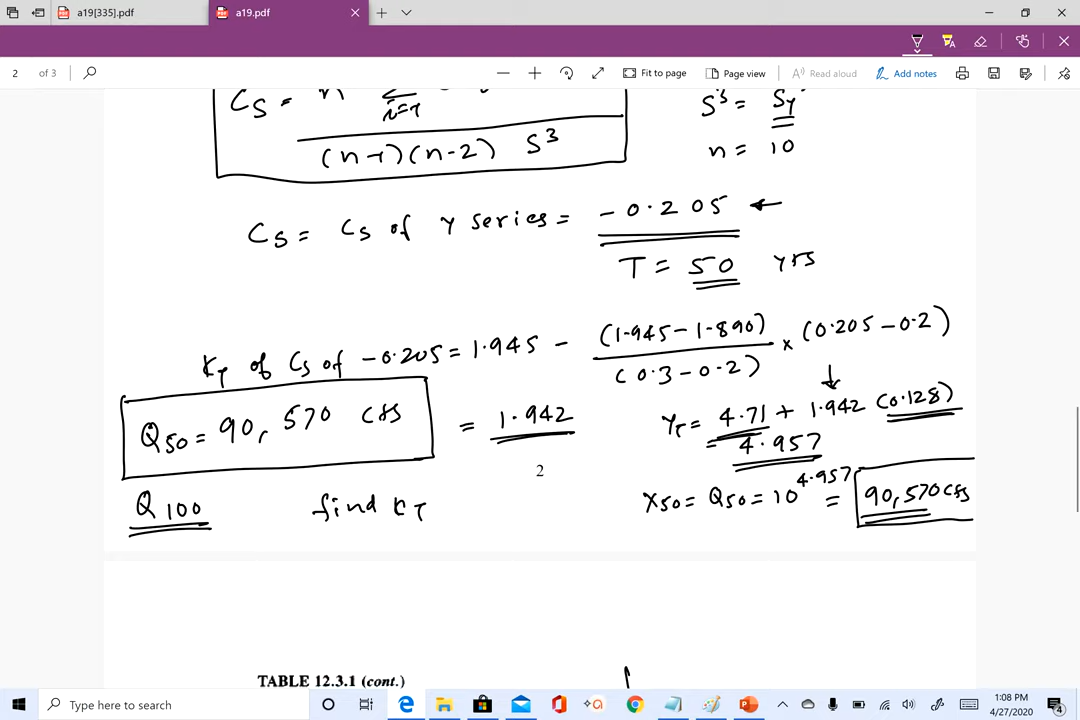 a19[335].pdf
a19.pdf
2 of 3
Fit to page
Page view
Read aloud
Add notes
Cs =
i=1
(n-1)(n-2) S³
S³ = Sy
n = 10
Cs = Cs of Y series = -0.205 ←
T = 50 yrs
KT of Cs of -0.205 = 1.945 - (1.945-1.890) × (0.205-0.2)
(0.3-0.2)
= 1.942
YT = 4.71 + 1.942 (0.128)
= 4.957
Q50 = 90,570 cfs
2
X50 = Q50 = 10^4.957 = 90,570 cfs
Q100 find KT
TABLE 12.3.1 (cont.)
Type here to search
1:08 PM
4/27/2020
4